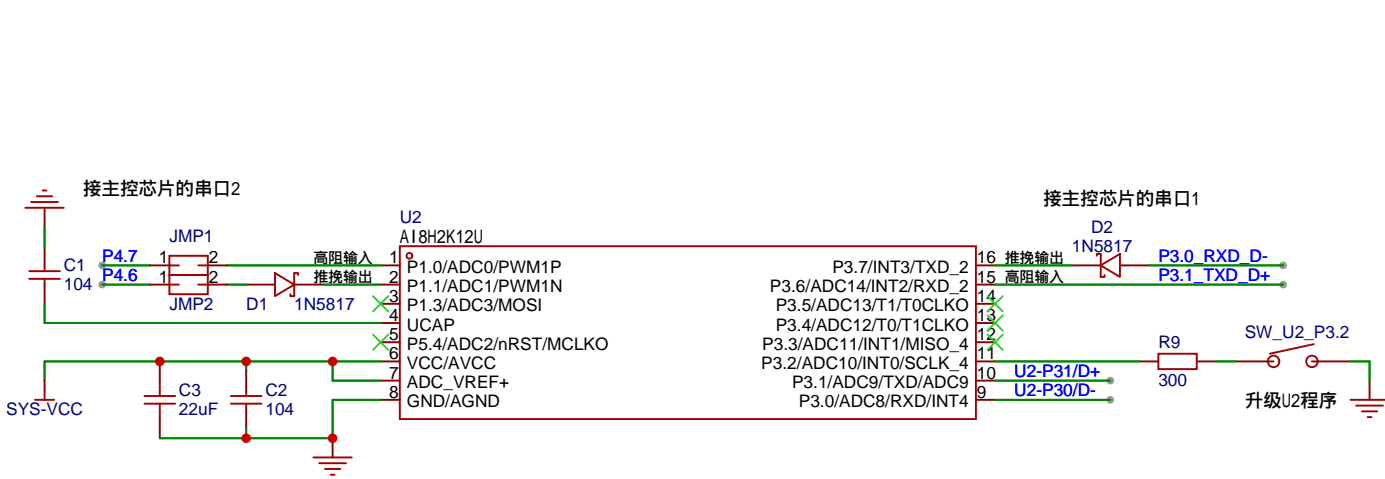 接主控芯片的串口2
接主控芯片的串口1
U2
AI8H2K12U
D2
1N5817
JMP1
P4.7
1
2
高阻输入
1
P1.0/ADC0/PWM1P
P3.7/INT3/TXD_2
16
推挽输出
P3.0_RXD_D-
C1
104
P4.6
1
2
推挽输出
2
P1.1/ADC1/PWM1N
P3.6/ADC14/INT2/RXD_2
15
高阻输入
P3.1_TXD_D+
JMP2
D1
1N5817
3
P1.3/ADC3/MOSI
P3.5/ADC13/T1/T0CLKO
14
4
UCAP
P3.4/ADC12/T0/T1CLKO
13
5
P5.4/ADC2/nRST/MCLKO
P3.3/ADC11/INT1/MISO_4
12
R9
SW_U2_P3.2
6
VCC/AVCC
P3.2/ADC10/INT0/SCLK_4
11
7
ADC_VREF+
P3.1/ADC9/TXD/ADC9
10
U2-P31/D+
300
8
GND/AGND
P3.0/ADC8/RXD/INT4
9
U2-P30/D-
升级U2程序
SYS-VCC
C3
22uF
C2
104